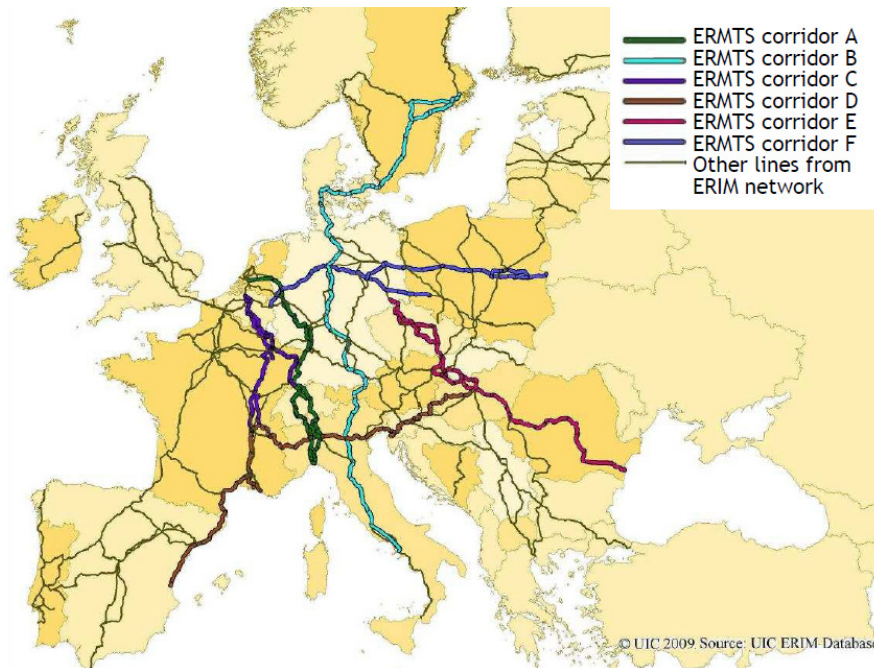 ERMTS corridor A
ERMTS corridor B
ERMTS corridor C
ERMTS corridor D
ERMTS corridor E
ERMTS corridor F
Other lines from
ERIM network
© UIC 2009 Source: UIC ERIM-Database